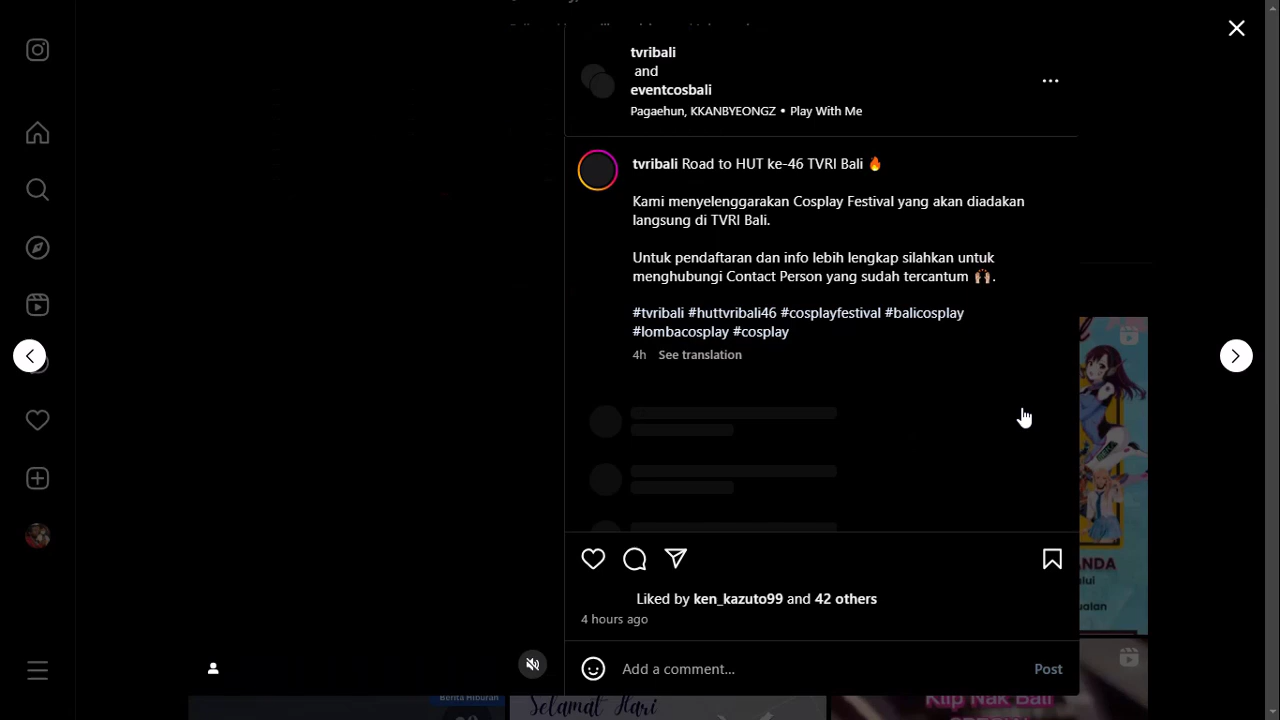 tvribali
and
eventcosbali
Pagaehun, KKANBYEONGZ • Play With Me
tvribali Road to HUT ke-46 TVRI Bali 🔥
Kami menyelenggarakan Cosplay Festival yang akan diadakan
langsung di TVRI Bali.
Untuk pendaftaran dan info lebih lengkap silahkan untuk
menghubungi Contact Person yang sudah tercantum 🙌🏼.
#tvribali #huttvribali46 #cosplayfestival #balicosplay
#lombacosplay #cosplay
4h See translation
Liked by ken_kazuto99 and 42 others
4 hours ago
Add a comment...
Post
Berita Hiburan
Selamat Hari
Klip Nak Bali